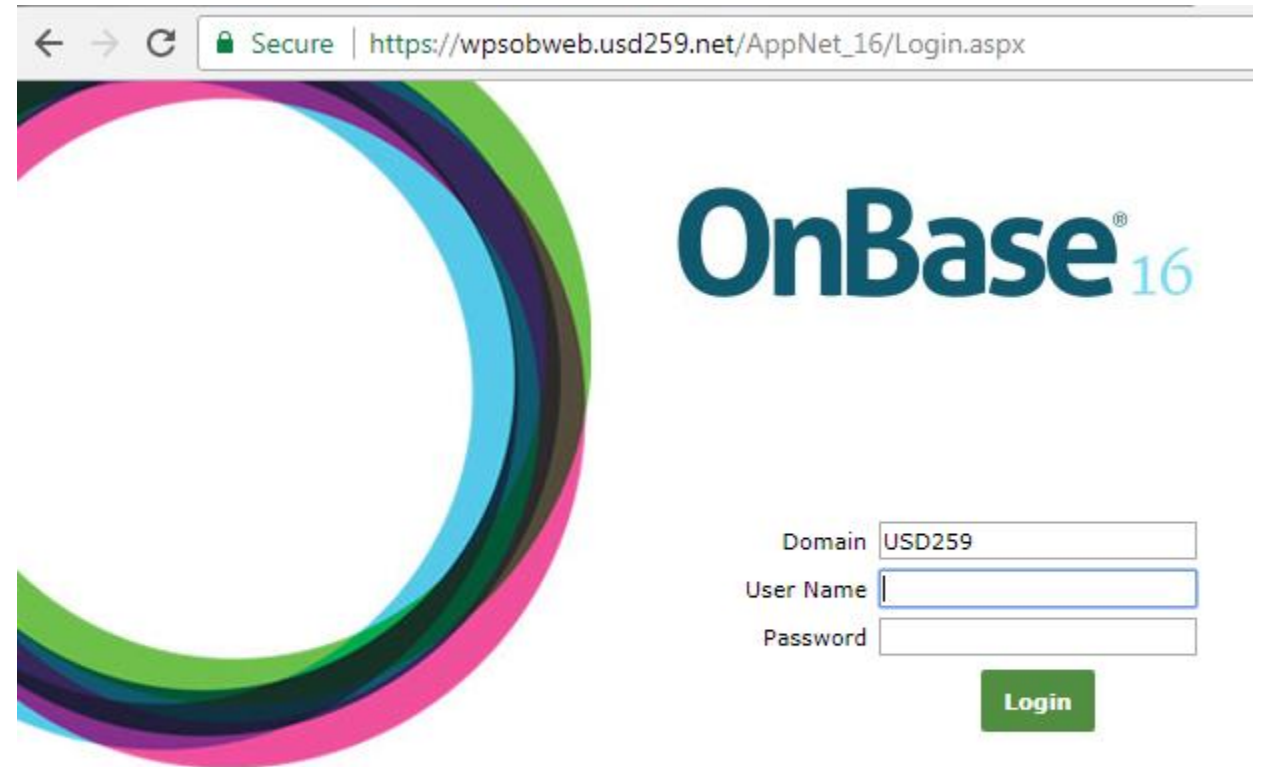 Secure | https://wpsobweb.usd259.net/AppNet_16/Login.aspx
OnBase® 16
Domain USD259
User Name
Password
Login